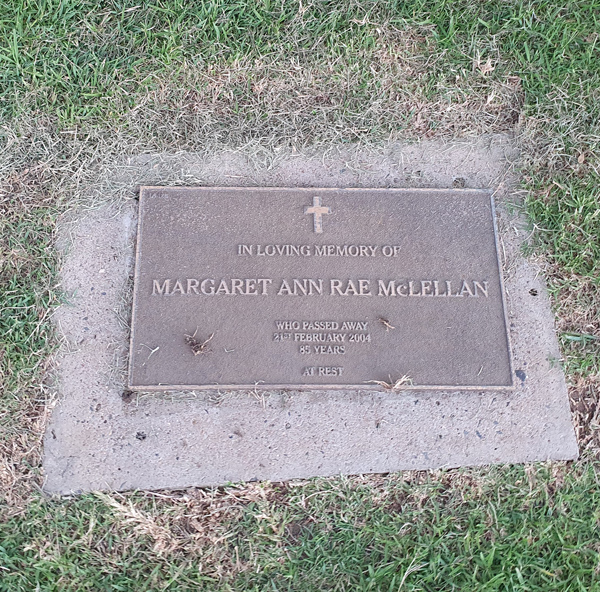 IN LOVING MEMORY OF
MARGARET ANN RAE McLELLAN
WHO PASSED AWAY
21ST FEBRUARY 2004
85 YEARS
AT REST